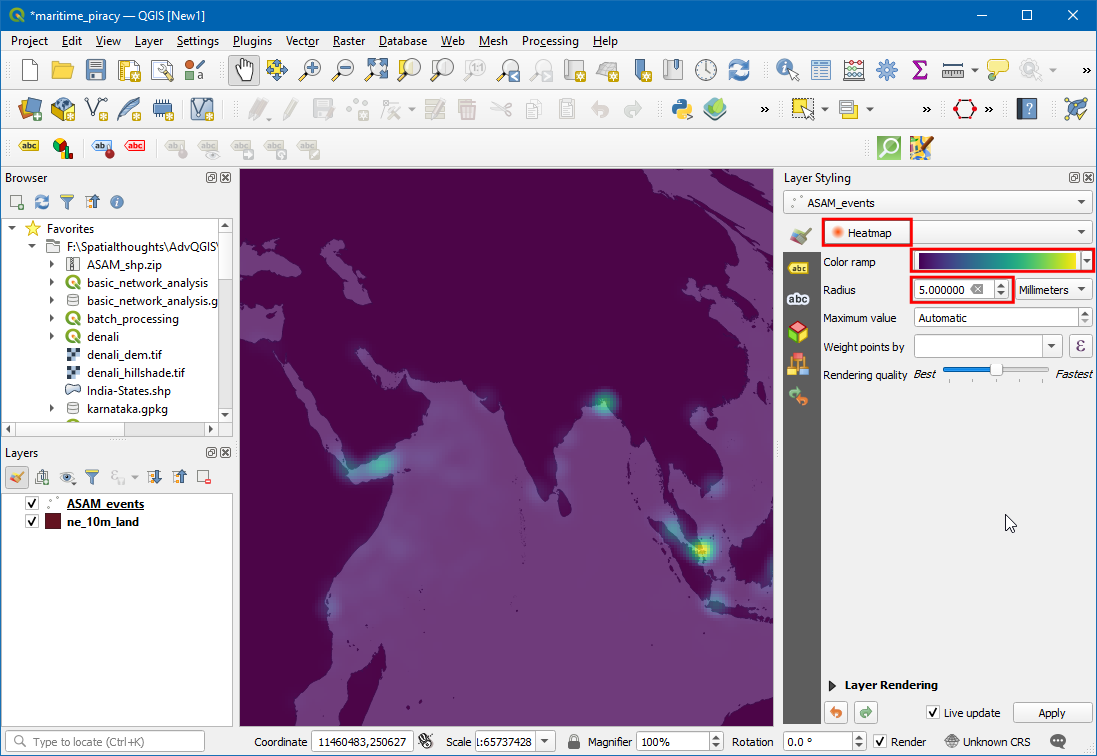 *maritime_piracy — QGIS [New1]
Project Edit View Layer Settings Plugins Vector Raster Database Web Mesh Processing Help
Browser
Favorites
F:\Spatialthoughts\AdvQGIS\
ASAM_shp.zip
basic_network_analysis
basic_network_analysis.g
batch_processing
denali
denali_dem.tif
denali_hillshade.tif
India-States.shp
karnataka.gpkg
Layers
ASAM_events
ne_10m_land
Layer Styling
ASAM_events
Heatmap
Color ramp
Radius 5.000000 Millimeters
Maximum value Automatic
Weight points by ε
Rendering quality Best Fastest
Layer Rendering
Live update Apply
Type to locate (Ctrl+K) Coordinate 11460483,250627 Scale 1:65737428 Magnifier 100% Rotation 0.0 ° Render Unknown CRS